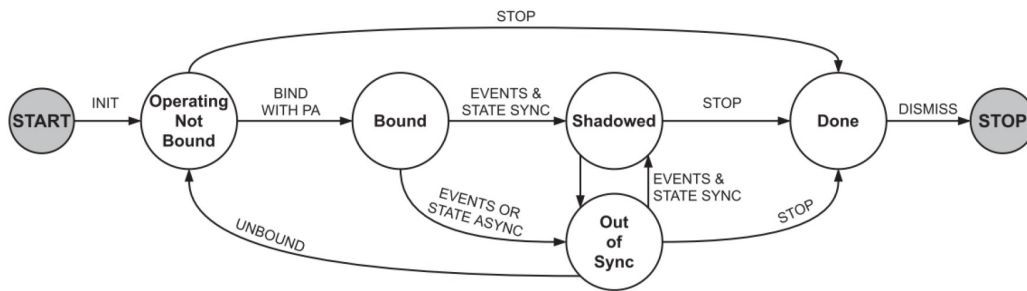 STOP
START
INIT
Operating
Not
Bound
BIND
WITH PA
Bound
EVENTS &
STATE SYNC
Shadowed
STOP
Done
DISMISS
STOP
EVENTS &
STATE SYNC
EVENTS OR
STATE ASYNC
UNBOUND
Out
of
Sync
STOP